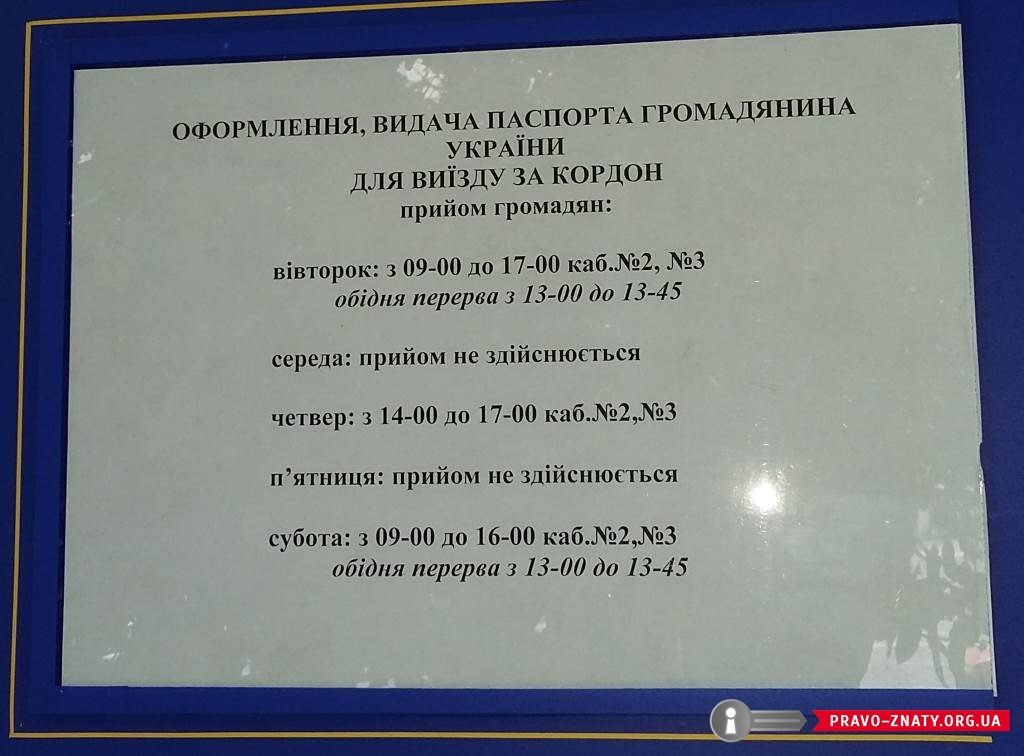 ОФОРМЛЕННЯ, ВИДАЧА ПАСПОРТА ГРОМАДЯНИНА
УКРАЇНИ
ДЛЯ ВИЇЗДУ ЗА КОРДОН
прийом громадян:
вівторок: з 09-00 до 17-00 каб.№2, №3
обідня перерва з 13-00 до 13-45
середа: прийом не здійснюється
четвер: з 14-00 до 17-00 каб.№2,№3
п’ятниця: прийом не здійснюється
субота: з 09-00 до 16-00 каб.№2,№3
обідня перерва з 13-00 до 13-45
PRAVO-ZNATY.ORG.UA